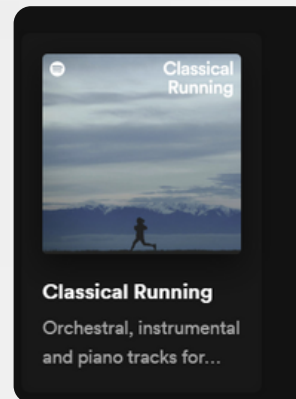 Classical
Running
Classical Running
Orchestral, instrumental
and piano tracks for...